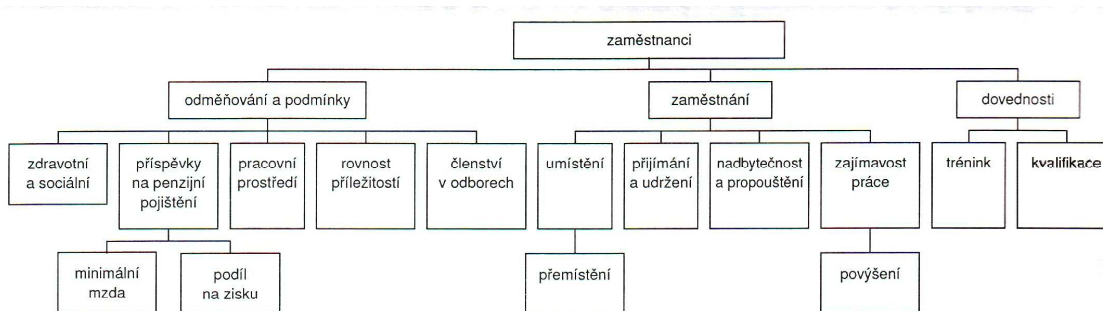 zaměstnanci
odměňování a podmínky
zaměstnání
dovednosti
zdravotní
a sociální
příspěvky
na penzijní
pojištění
pracovní
prostředí
rovnost
příležitostí
členství
v odborech
umístění
přijímání
a udržení
nadbytečnost
a propouštění
zajímavost
práce
trénink
kvalifikace
minimální
mzda
podíl
na zisku
přemístění
povýšení